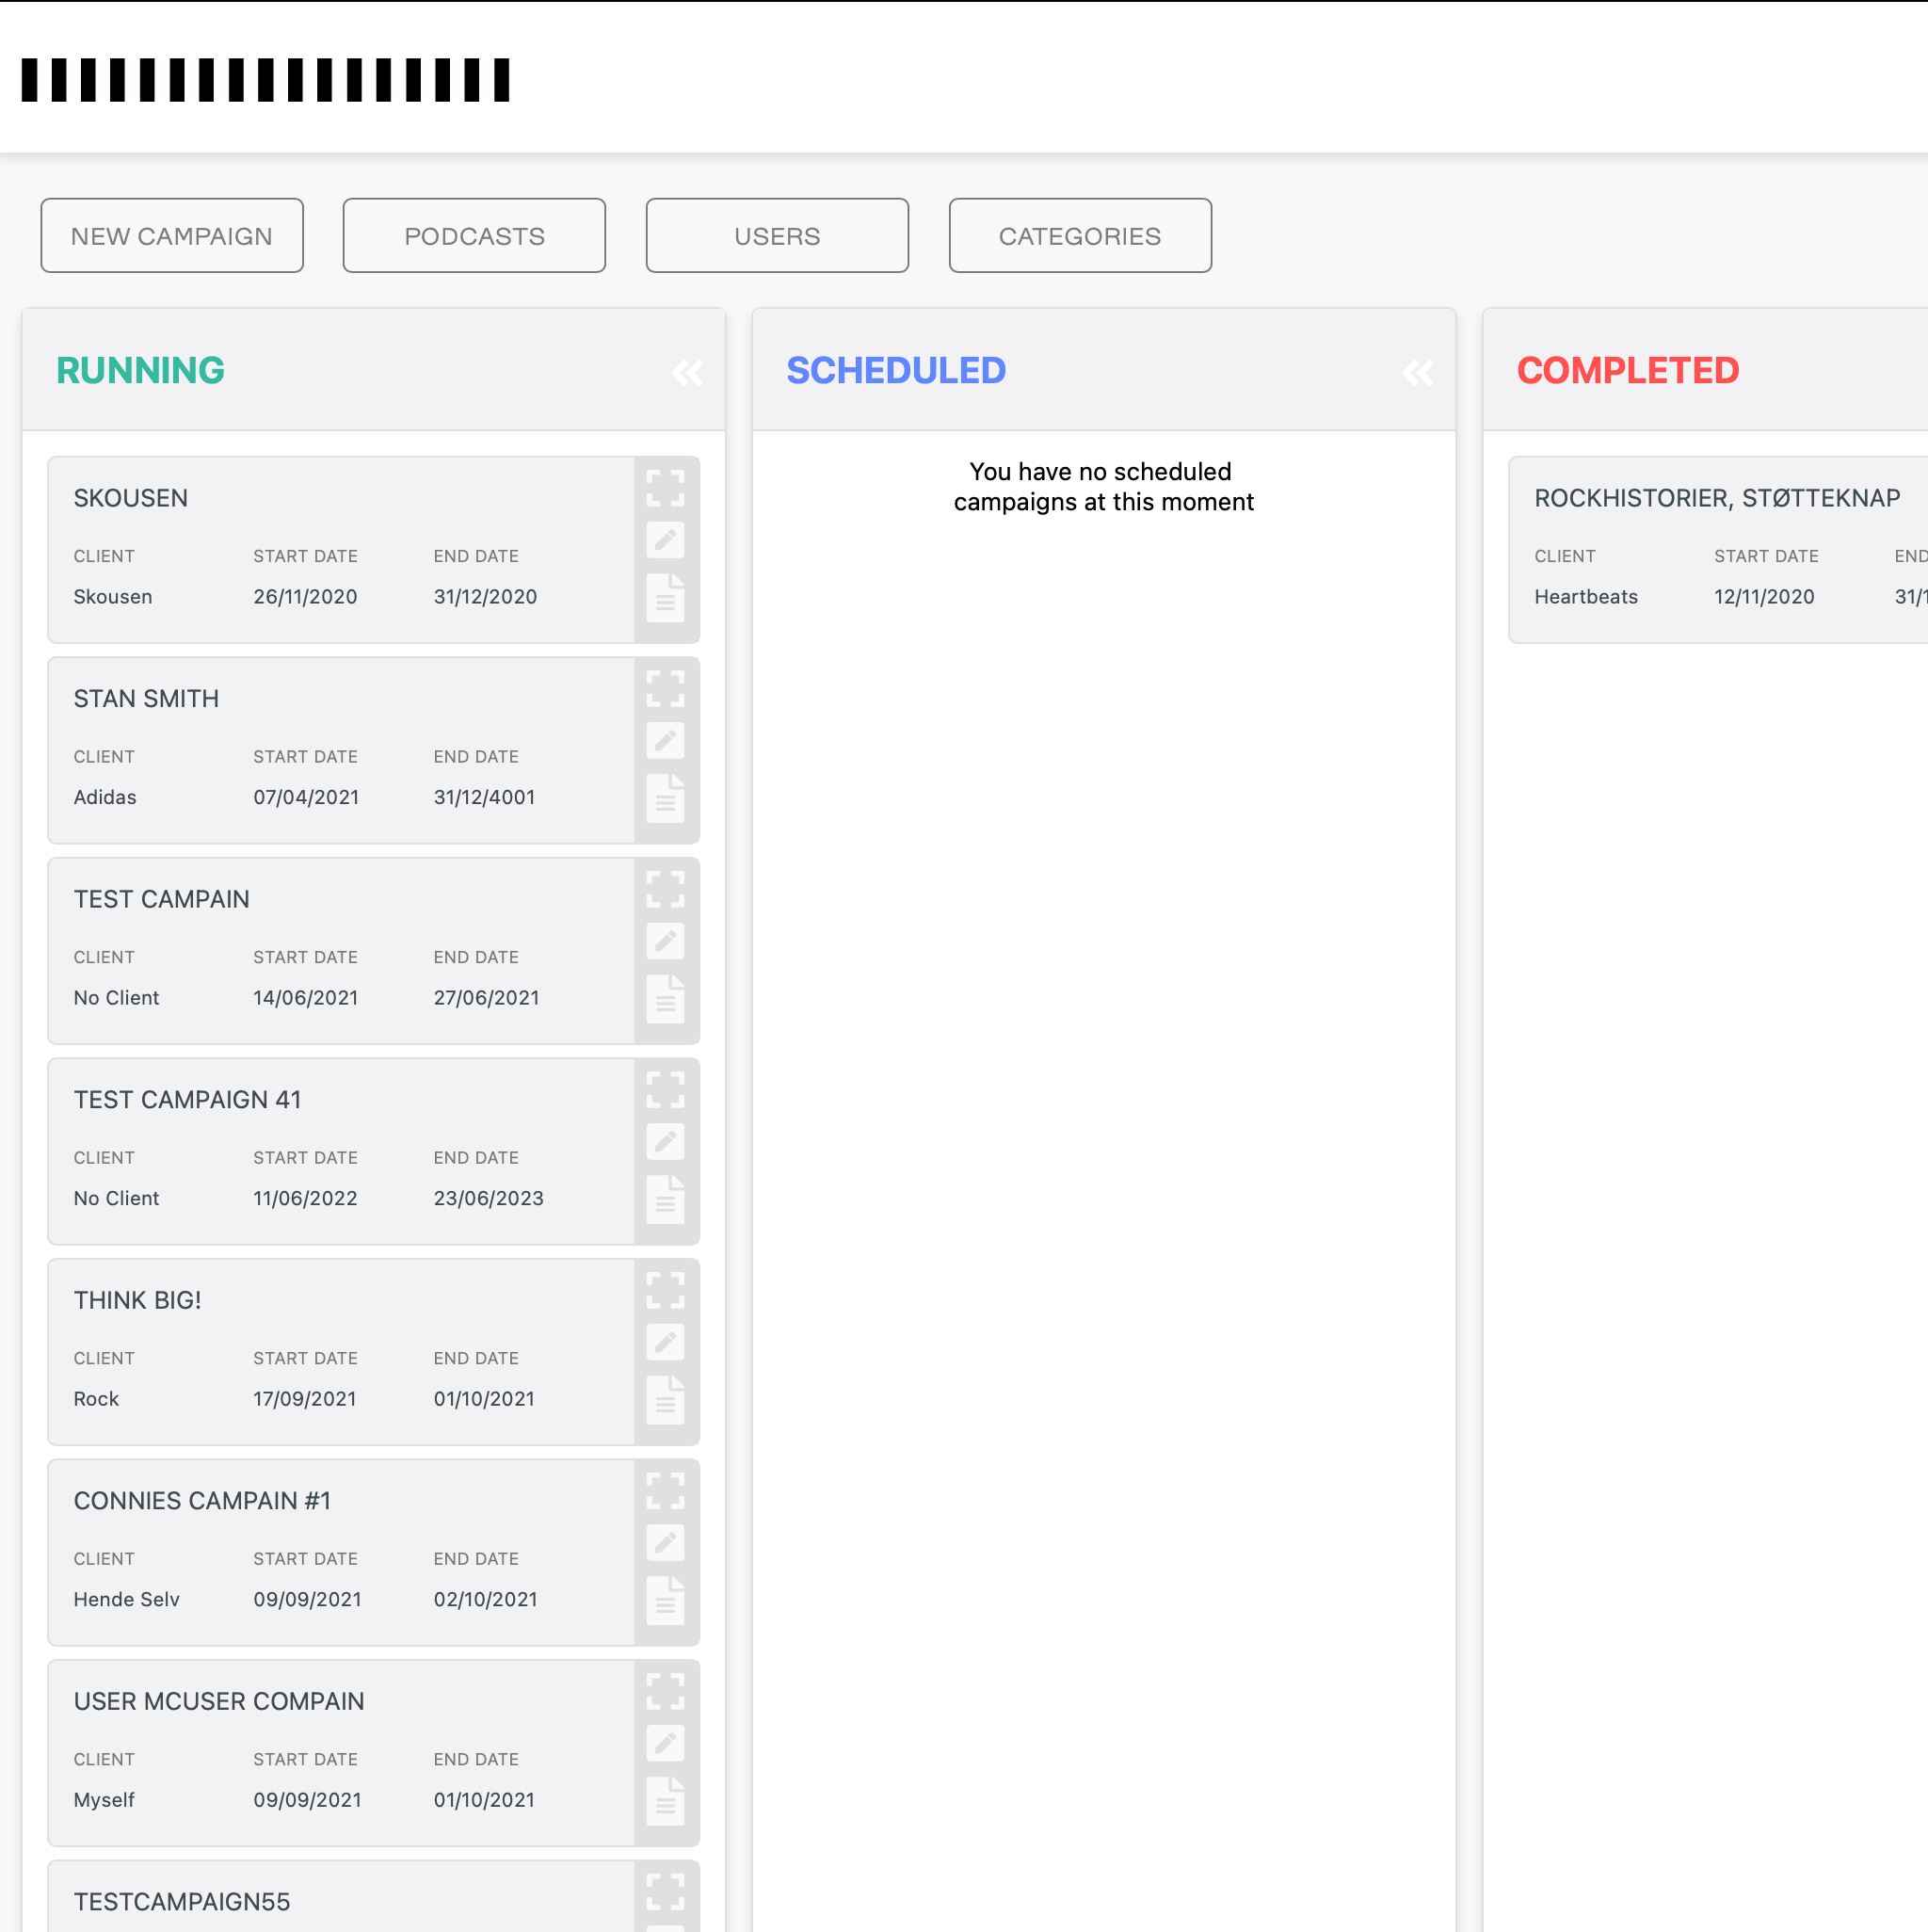 NEW CAMPAIGN
PODCASTS
USERS
CATEGORIES
RUNNING
SKOUSEN
CLIENT START DATE END DATE
Skousen 26/11/2020 31/12/2020
STAN SMITH
CLIENT START DATE END DATE
Adidas 07/04/2021 31/12/4001
TEST CAMPAIN
CLIENT START DATE END DATE
No Client 14/06/2021 27/06/2021
TEST CAMPAIGN 41
CLIENT START DATE END DATE
No Client 11/06/2022 23/06/2023
THINK BIG!
CLIENT START DATE END DATE
Rock 17/09/2021 01/10/2021
CONNIES CAMPAIN #1
CLIENT START DATE END DATE
Hende Selv 09/09/2021 02/10/2021
USER MCUSER COMPAIN
CLIENT START DATE END DATE
Myself 09/09/2021 01/10/2021
TESTCAMPAIGN55
SCHEDULED
You have no scheduled
campaigns at this moment
COMPLETED
ROCKHISTORIER, STØTTEKNAP
CLIENT START DATE END
Heartbeats 12/11/2020 31/1